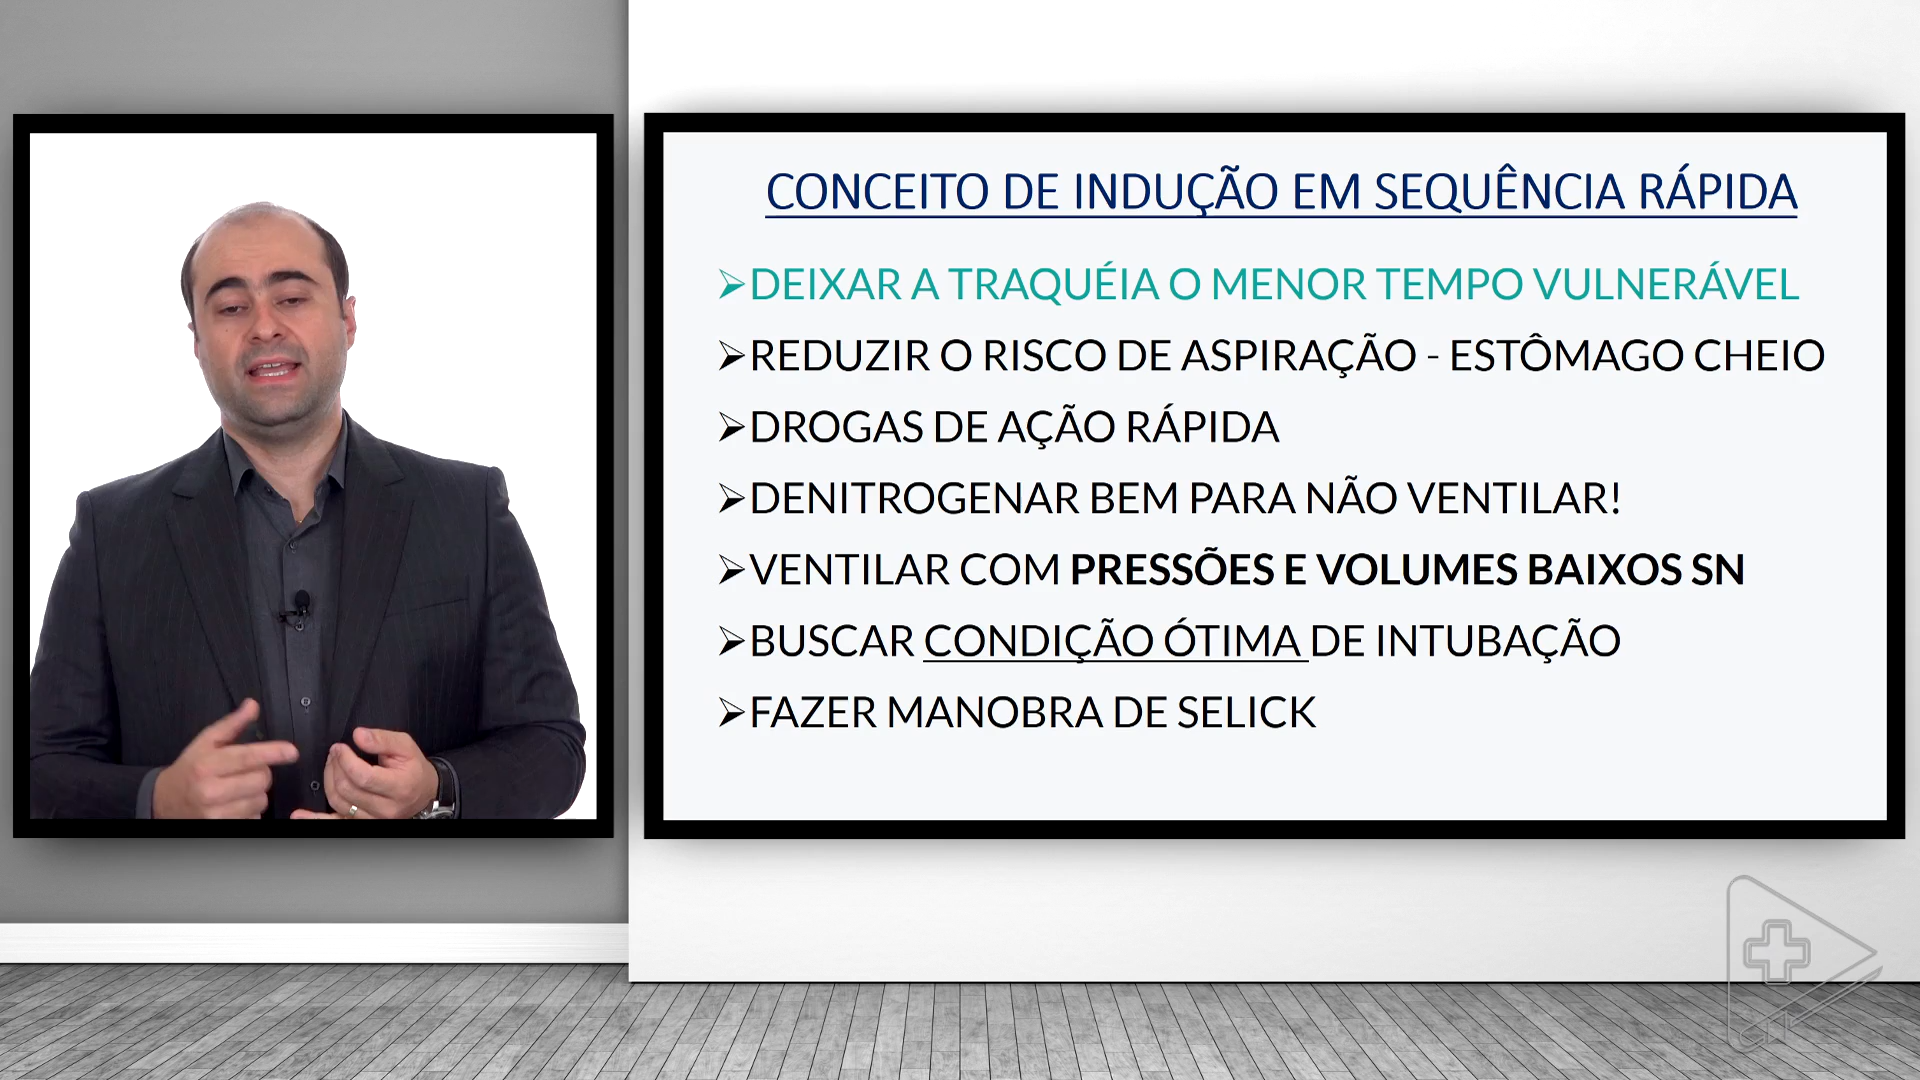 CONCEITO DE INDUÇÃO EM SEQUÊNCIA RÁPIDA
➢DEIXAR A TRAQUÉIA O MENOR TEMPO VULNERÁVEL
➢REDUZIR O RISCO DE ASPIRAÇÃO - ESTÔMAGO CHEIO
➢DROGAS DE AÇÃO RÁPIDA
➢DENITROGENAR BEM PARA NÃO VENTILAR!
➢VENTILAR COM PRESSÕES E VOLUMES BAIXOS SN
➢BUSCAR CONDIÇÃO ÓTIMA DE INTUBAÇÃO
➢FAZER MANOBRA DE SELICK